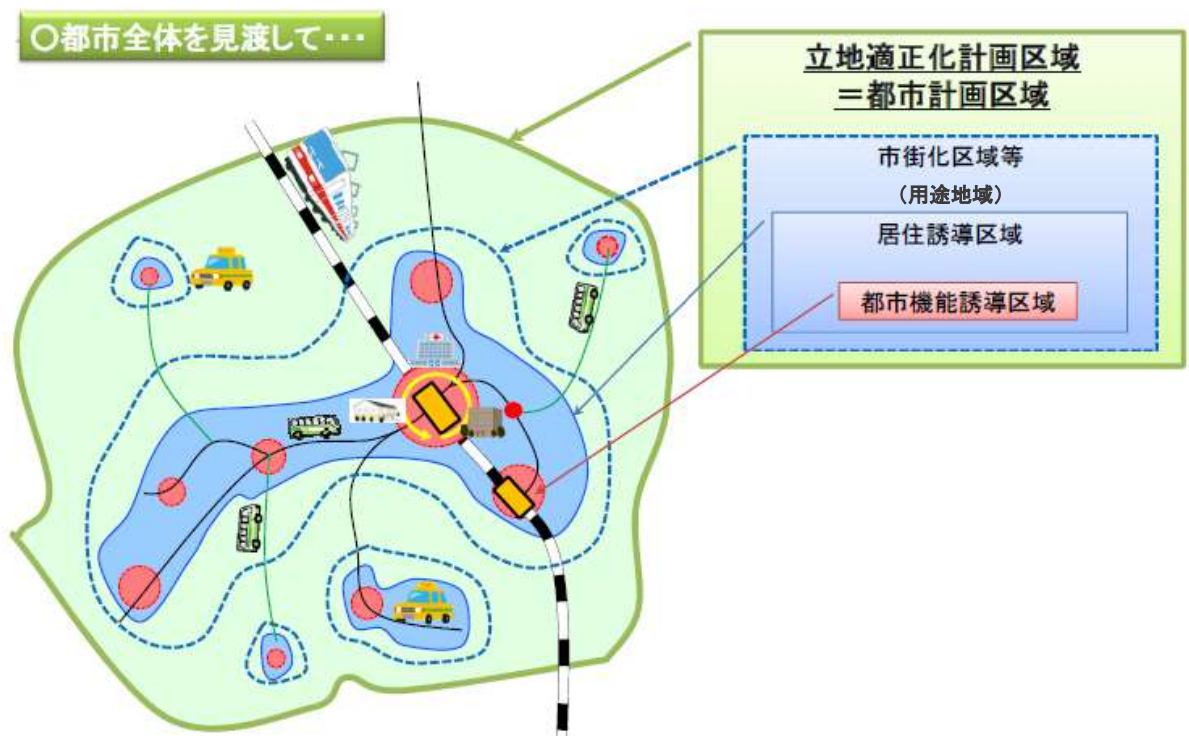 〇都市全体を見渡して・・・
立地適正化計画区域
＝都市計画区域
市街化区域等
（用途地域）
居住誘導区域
都市機能誘導区域